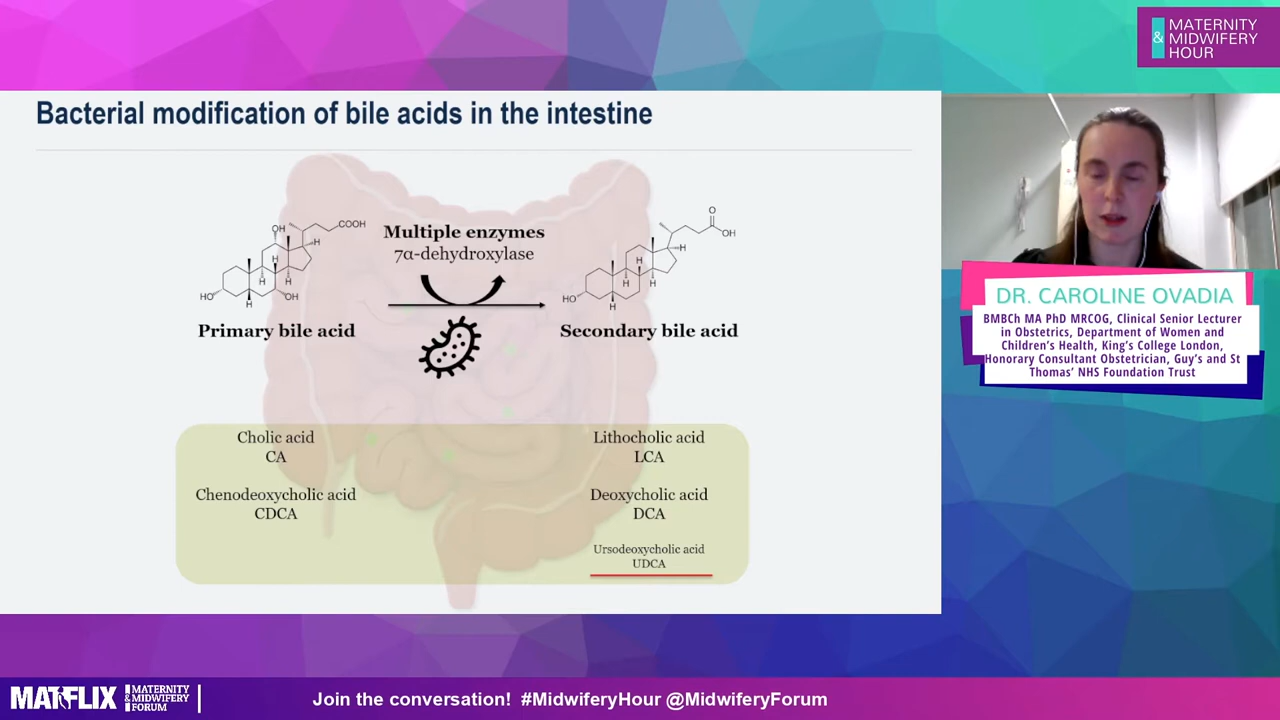 MATERNITY
& MIDWIFERY
HOUR
Bacterial modification of bile acids in the intestine
OH
COOH
H
H
H
H
HO
OH
H
Primary bile acid
Multiple enzymes
7α-dehydroxylase
O
OH
H
H
H
H
HO
H
Secondary bile acid
Cholic acid
CA
Chenodeoxycholic acid
CDCA
Lithocholic acid
LCA
Deoxycholic acid
DCA
Ursodeoxycholic acid
UDCA
DR. CAROLINE OVADIA
BMBCh MA PhD MRCOG, Clinical Senior Lecturer
in Obstetrics, Department of Women and
Children's Health, King's College London,
Honorary Consultant Obstetrician, Guy's and St
Thomas' NHS Foundation Trust
MATFLIX
MATERNITY
&MIDWIFERY
FORUM
Join the conversation! #MidwiferyHour @MidwiferyForum